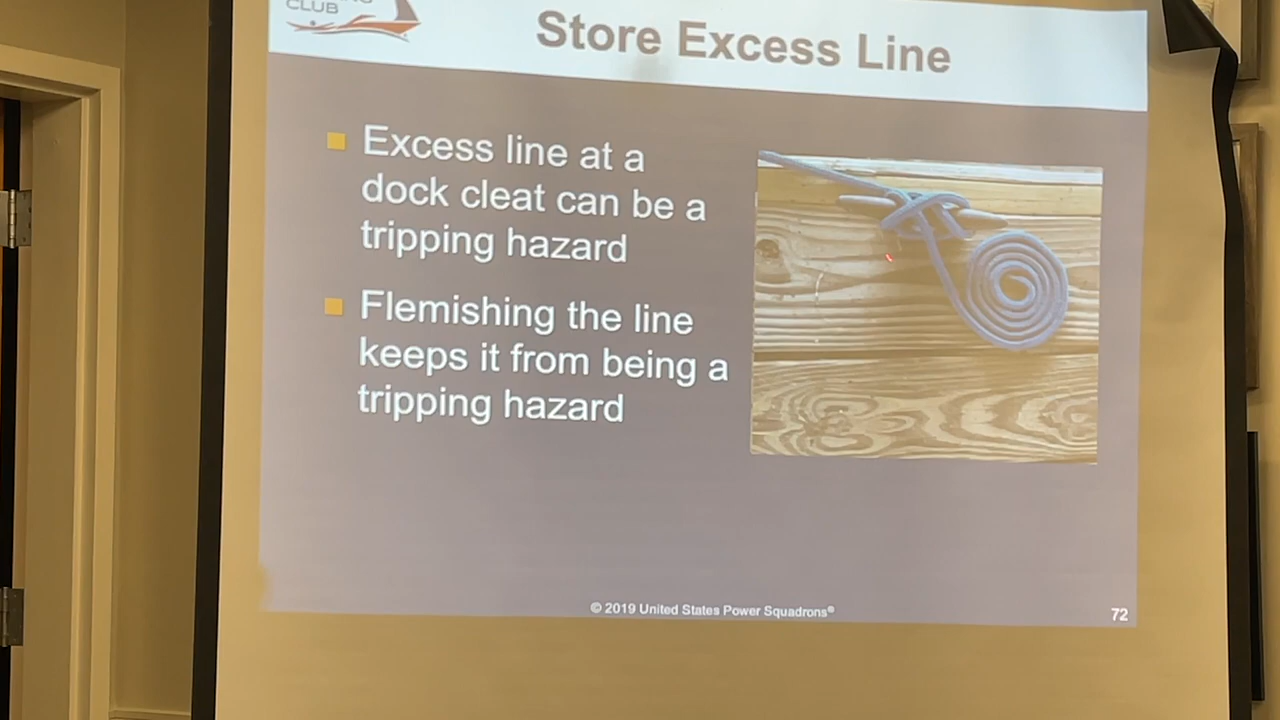 CLUB
Store Excess Line
Excess line at a
dock cleat can be a
tripping hazard
Flemishing the line
keeps it from being a
tripping hazard
© 2019 United States Power Squadrons®
72